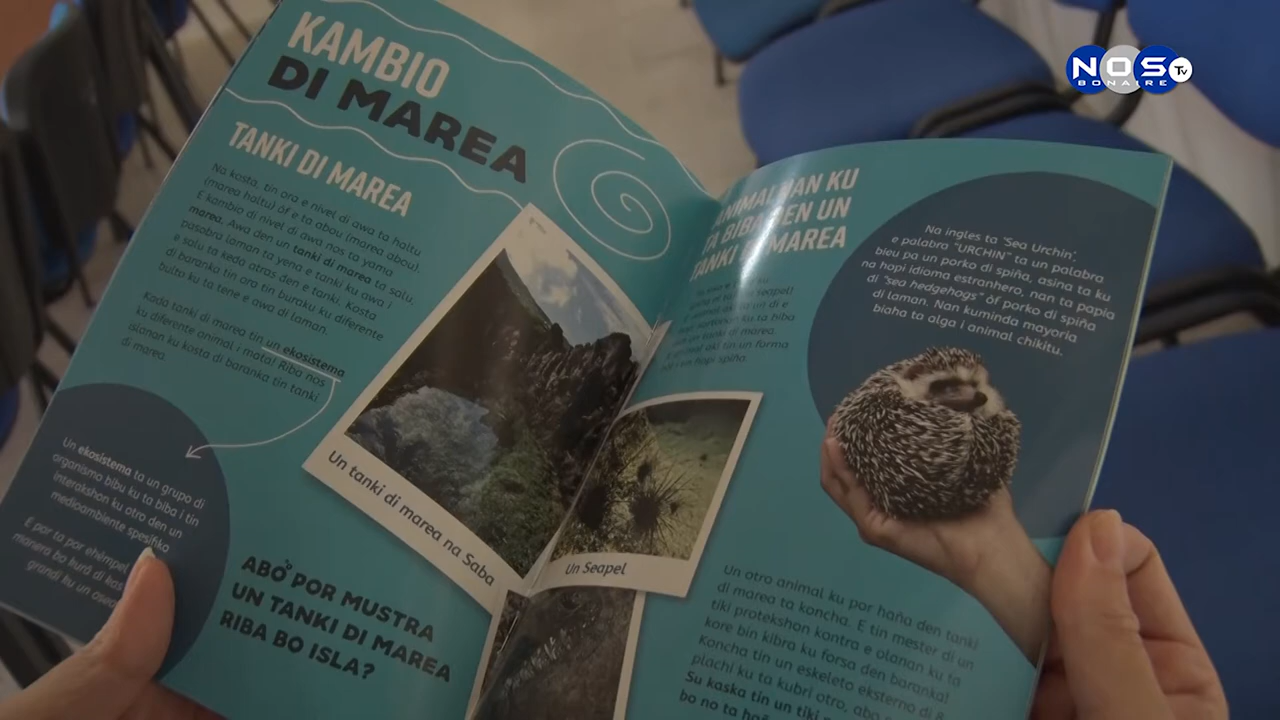 NOS TV
BONAIRE
KAMBIO
DI MAREA
TANKI DI MAREA
Na kosta, tin ora e nivel di awa ta haltu
(marea haltu) òf e ta abou (marea abou).
E kambio di nivel di awa nos ta yama
marea. Awa den un tanki di marea ta salu,
pasobra laman ta yena e tanki ku awa i
e salu ta keda atras den e tanki. Kosta
di baranka tin ora tin buraku ku diferente
bulta ku ta tene e awa di laman.
Kada tanki di marea tin un ekosistema
ku diferente animal i mata! Riba nos
islanan ku kosta di baranka tin tanki
di marea.
Un ekosistema ta un grupo di
organismo bibu ku ta biba i tin
interakshon ku otro den un
medioambiente spesífiko
E por ta por ehèmpel
manera bo kurá di kas
grandi ku un
ABO POR MUSTRA
UN TANKI DI MAREA
RIBA BO ISLA?
Un tanki di marea na Saba
Un Seapel
ANIMALNAN KU
TA BIBA DEN UN
TANKI DI MAREA
Na ingles ta "Sea Urchin',
e palabra "URCHIN" ta un palabra
bieu pa un porko di spiña, asina ta ku
na hopi idioma estranhero, nan ta papia
di "sea hedgehogs" òf porko di spiña
di laman. Nan kuminda mayoria
biaha ta alga i animal chikitu.
Un otro animal ku por haña den tanki
di marea ta koncha. E tin mester di un
tiki protekshon kontra e olanan ku ta
kore bin kibra ku forsa den baranka!
Koncha tin un eskeleto eksterno di 8
plachi ku ta kubri otro, abo
Su kaska tin un tiki
bo no ta